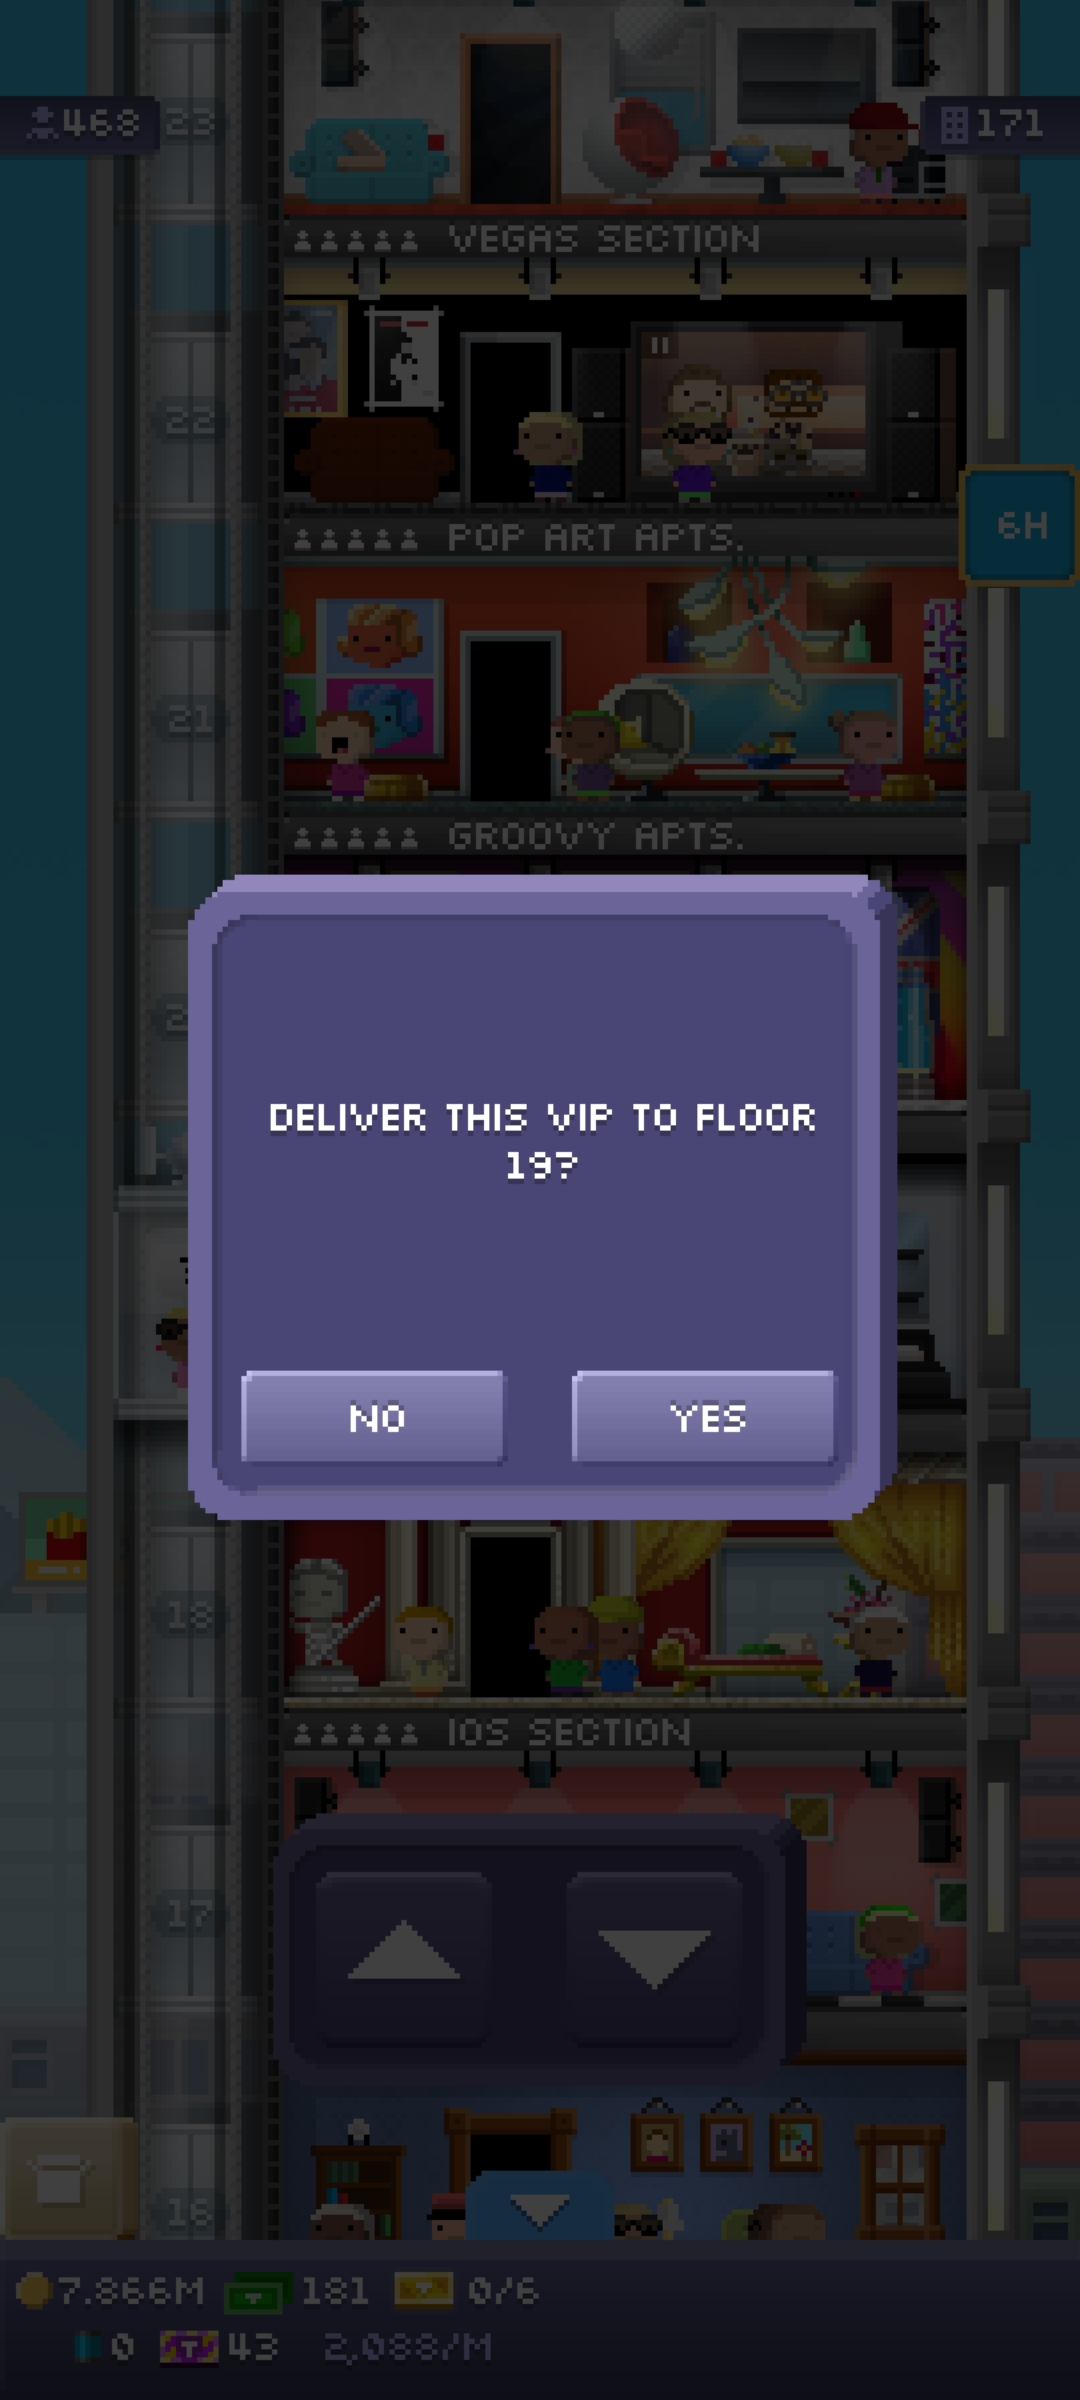 468
23
171
VEGAS SECTION
22
POP ART APTS.
6H
21
GROOVY APTS.
DELIVER THIS VIP TO FLOOR
19?
NO
YES
18
IOS SECTION
17
16
7.866M
181
0/6
0
T
43
2,088/M